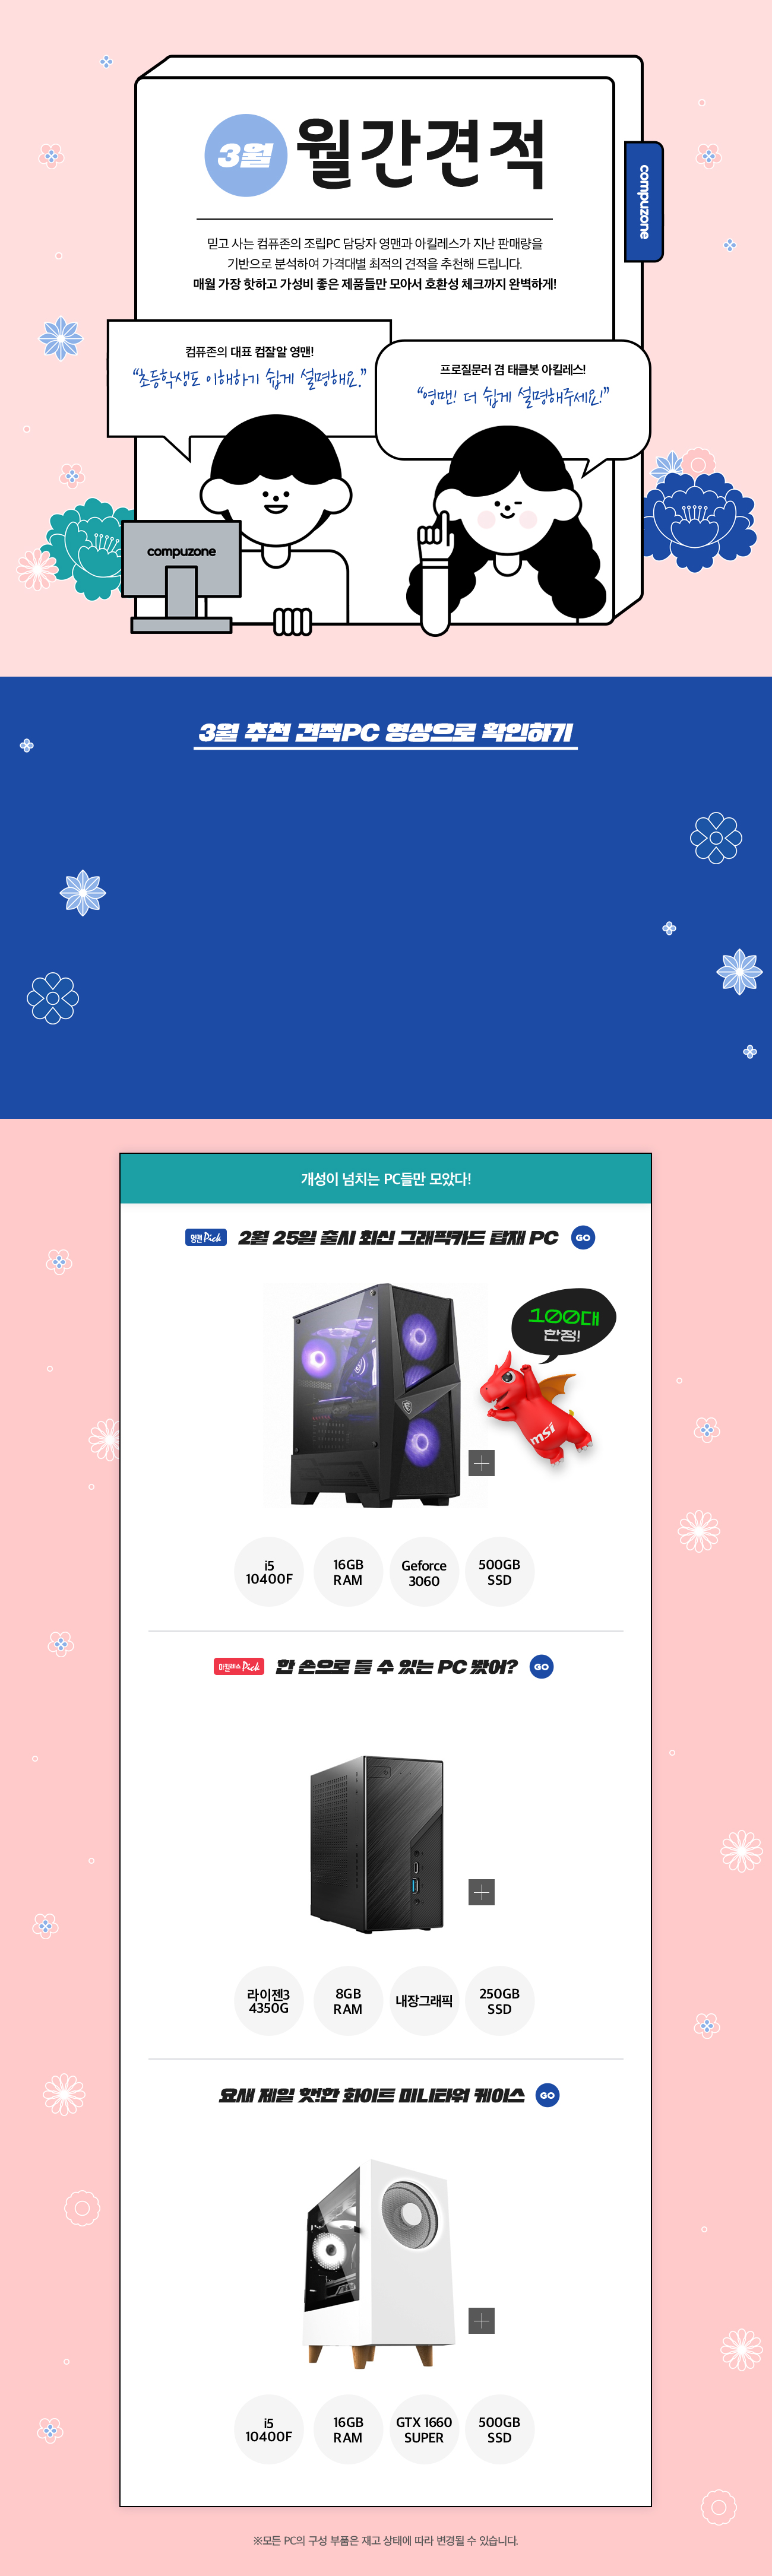 3월 월간견적
compuzone
믿고 사는 컴퓨존의 조립PC 담당자 영맨과 아킬레스가 지난 판매량을
기반으로 분석하여 가격대별 최적의 견적을 추천해 드립니다.
매월 가장 핫하고 가성비 좋은 제품들만 모아서 호환성 체크까지 완벽하게!
컴퓨존의 대표 컴잘알 영맨!
“초등학생도 이해하기 쉽게 설명해요.”
프로질문러 겸 태클봇 아킬레스!
“영맨! 더 쉽게 설명해주세요!”
compuzone
3월 추천 견적PC 영상으로 확인하기
개성이 넘치는 PC들만 모았다!
영맨 Pick 2월 25일 출시 최신 그래픽카드 탑재 PC GO
100대
한정!
msi
i5
10400F
16GB
RAM
Geforce
3060
500GB
SSD
아킬레스 Pick 한 손으로 들 수 있는 PC 봤어? GO
라이젠3
4350G
8GB
RAM
내장그래픽
250GB
SSD
요새 제일 핫!한 화이트 미니타워 케이스 GO
i5
10400F
16GB
RAM
GTX 1660
SUPER
500GB
SSD
※모든 PC의 구성 부품은 재고 상태에 따라 변경될 수 있습니다.